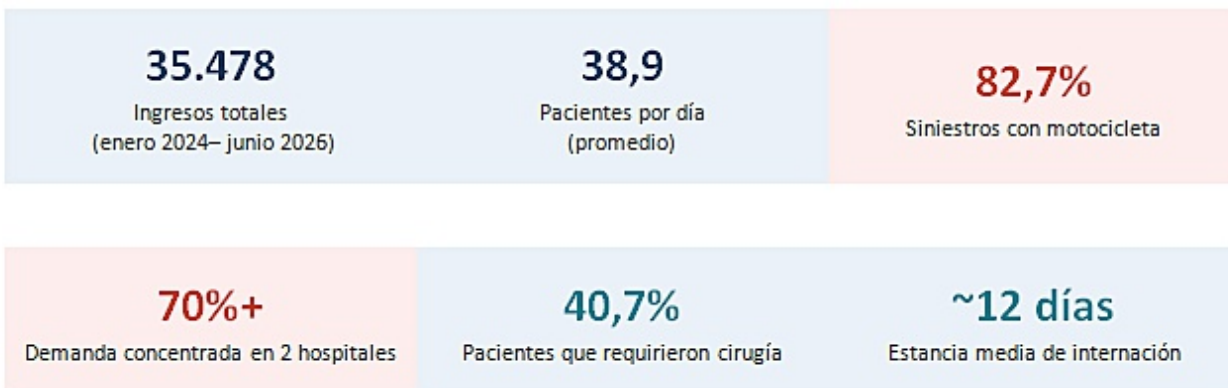 35.478
Ingresos totales
(enero 2024– junio 2026)
38,9
Pacientes por día
(promedio)
82,7%
Siniestros con motocicleta
70%+
Demanda concentrada en 2 hospitales
40,7%
Pacientes que requirieron cirugía
~12 días
Estancia media de internación